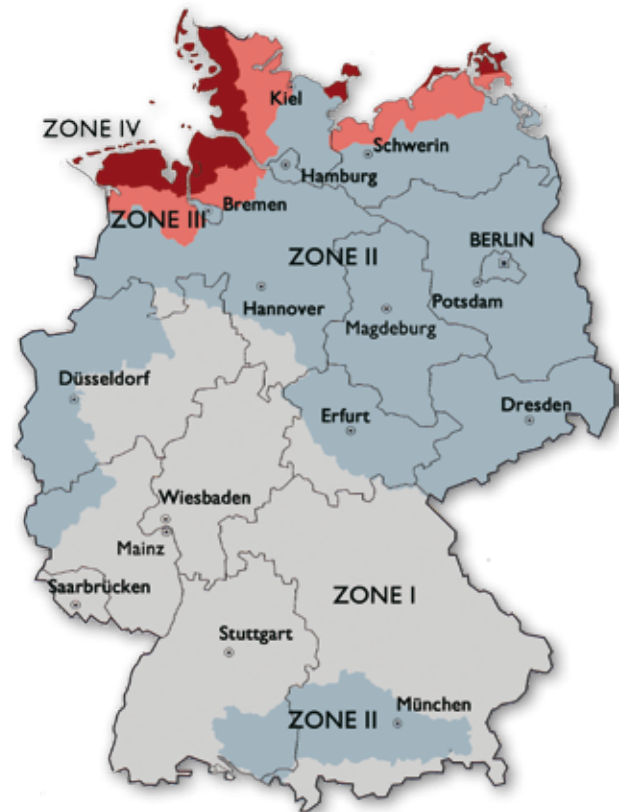 Kiel
ZONE IV
Schwerin
Hamburg
ZONE III
Bremen
ZONE II
BERLIN
Hannover
Potsdam
Magdeburg
Düsseldorf
Erfurt
Dresden
Wiesbaden
Mainz
Saarbrücken
ZONE I
Stuttgart
München
ZONE II